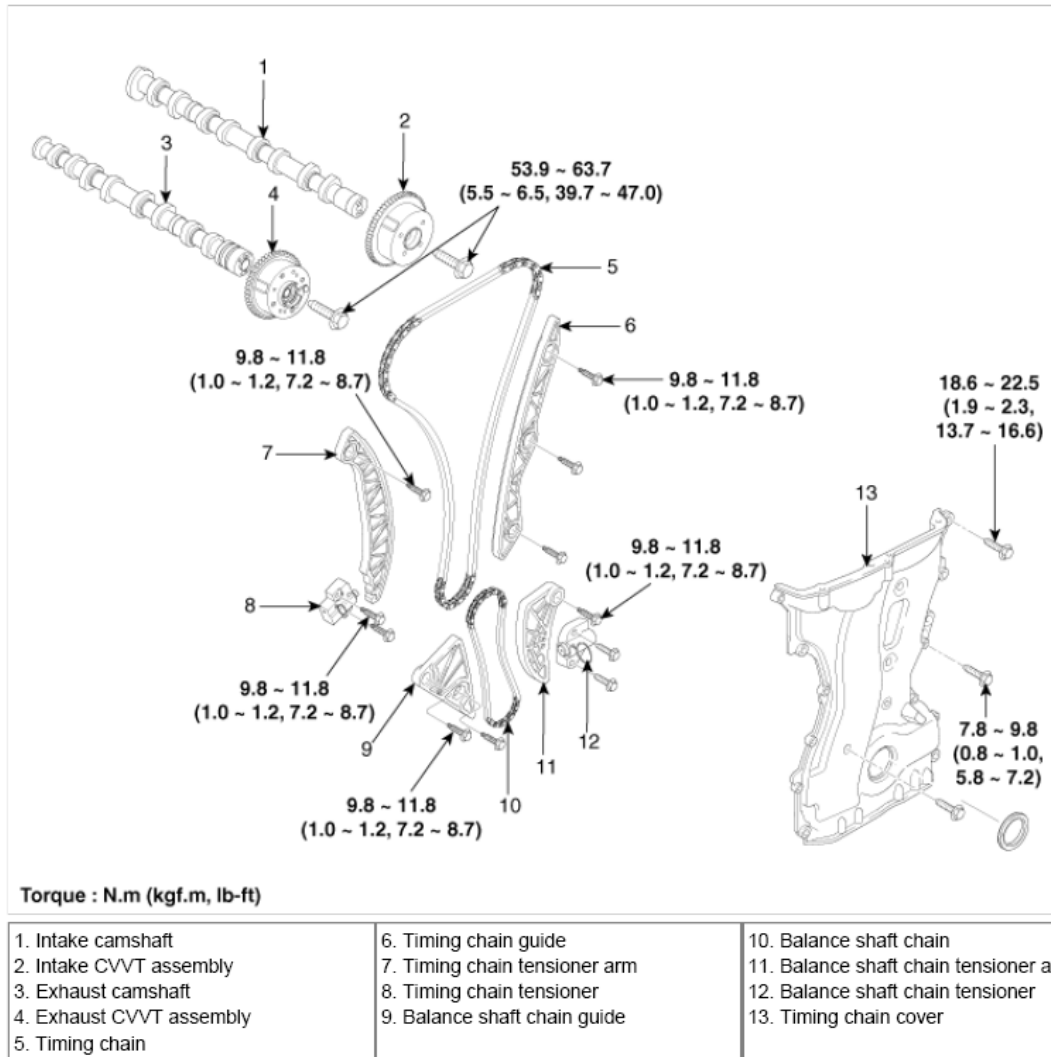 1
2
3
53.9 ~ 63.7
(5.5 ~ 6.5, 39.7 ~ 47.0)
4
5
6
9.8 ~ 11.8
(1.0 ~ 1.2, 7.2 ~ 8.7)
9.8 ~ 11.8
(1.0 ~ 1.2, 7.2 ~ 8.7)
18.6 ~ 22.5
(1.9 ~ 2.3,
13.7 ~ 16.6)
7
13
9.8 ~ 11.8
(1.0 ~ 1.2, 7.2 ~ 8.7)
8
9.8 ~ 11.8
(1.0 ~ 1.2, 7.2 ~ 8.7)
9
10
11
12
7.8 ~ 9.8
(0.8 ~ 1.0,
5.8 ~ 7.2)
9.8 ~ 11.8
(1.0 ~ 1.2, 7.2 ~ 8.7)
Torque : N.m (kgf.m, lb-ft)
1. Intake camshaft
2. Intake CVVT assembly
3. Exhaust camshaft
4. Exhaust CVVT assembly
5. Timing chain
6. Timing chain guide
7. Timing chain tensioner arm
8. Timing chain tensioner
9. Balance shaft chain guide
10. Balance shaft chain
11. Balance shaft chain tensioner a
12. Balance shaft chain tensioner
13. Timing chain cover